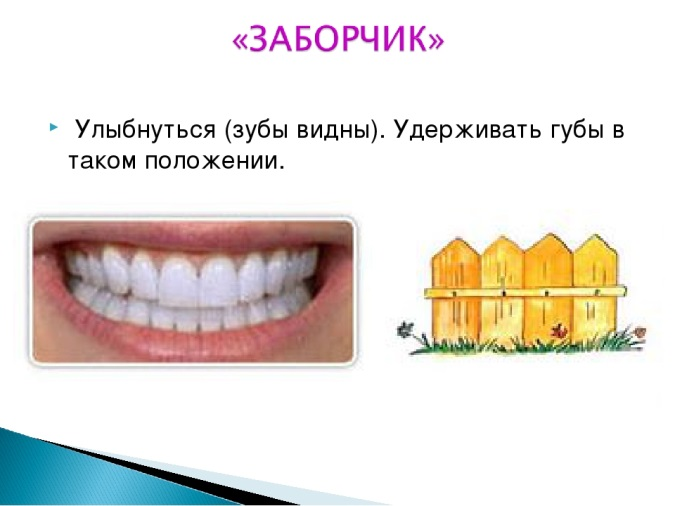 «ЗАБОРЧИК»
Улыбнуться (зубы видны). Удерживать губы в
таком положении.